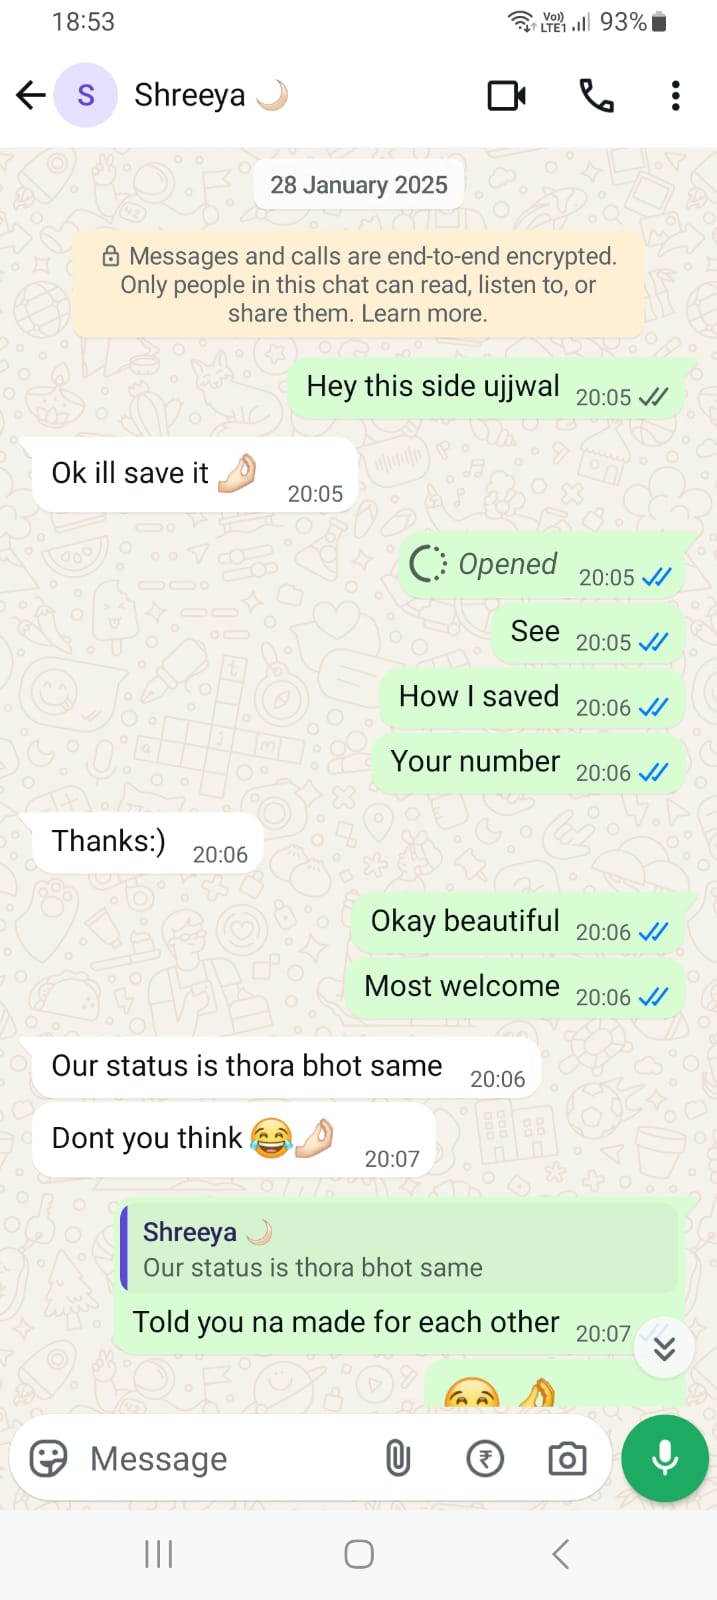 18:53
Vo)) LTE1 93%
S
Shreeya 🌙
28 January 2025
Messages and calls are end-to-end encrypted.
Only people in this chat can read, listen to, or
share them. Learn more.
Hey this side ujjwal 20:05
Ok ill save it 👌🏻 20:05
Opened 20:05
See 20:05
How I saved 20:06
Your number 20:06
Thanks:) 20:06
Okay beautiful 20:06
Most welcome 20:06
Our status is thora bhot same 20:06
Dont you think 😂👌🏻 20:07
Shreeya 🌙
Our status is thora bhot same
Told you na made for each other 20:07
Message